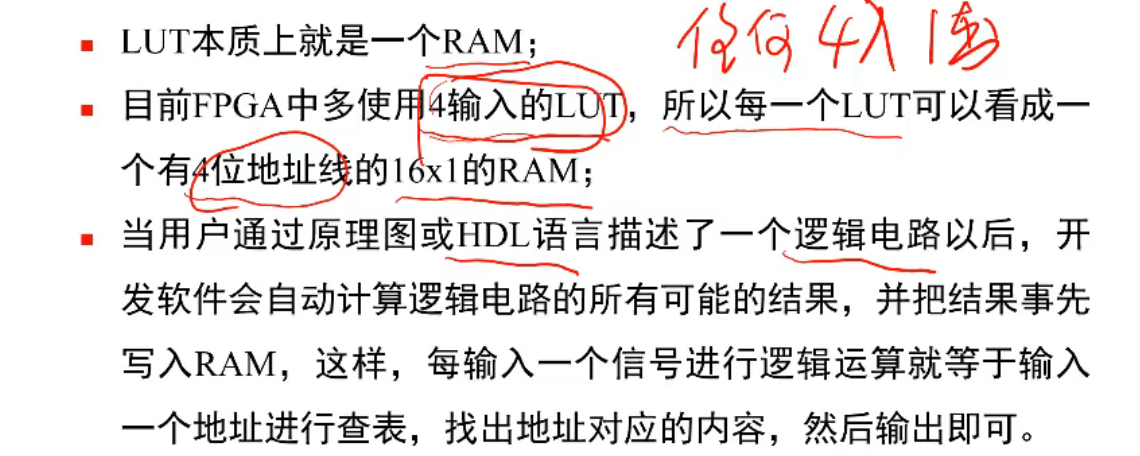 任何4入1出
LUT本质上就是一个RAM；
目前FPGA中多使用4输入的LUT，所以每一个LUT可以看成一
个有4位地址线的16x1的RAM；
当用户通过原理图或HDL语言描述了一个逻辑电路以后，开
发软件会自动计算逻辑电路的所有可能的结果，并把结果事先
写入RAM，这样，每输入一个信号进行逻辑运算就等于输入
一个地址进行查表，找出地址对应的内容，然后输出即可。